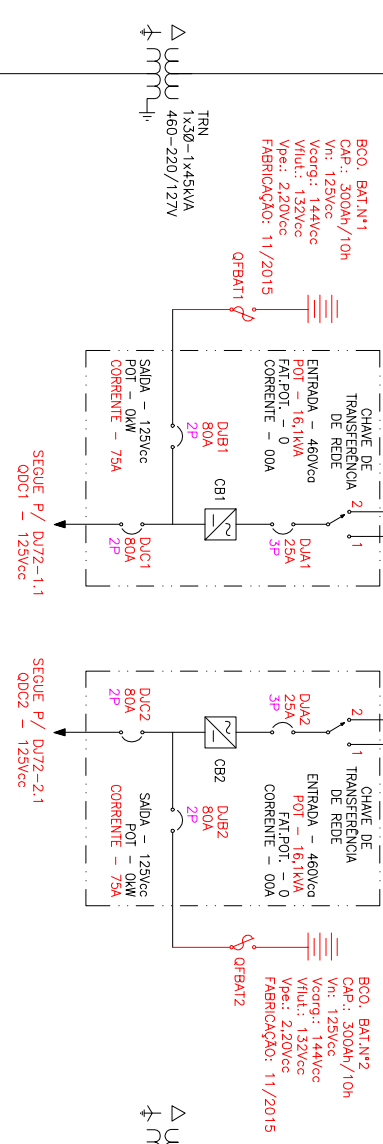 TRN
1x3Ø-1x45kVA
460-220/127V
BCO. BAT.Nº1
CAP.: 300Ah/10h
Vn: 125Vcc
Vcarg.: 144Vcc
Vflut.: 132Vcc
Vpe.: 2,20Vcc
FABRICAÇÃO: 11/2015
QFBAT1
CHAVE DE
TRANSFERÊNCIA
DE REDE
2
1
ENTRADA - 460Vca
POT - 16,1kVA
FAT.POT. - 0
CORRENTE - 00A
DJA1
25A
3P
CB1
DJB1
80A
2P
SAÍDA - 125Vcc
POT - 0kW
CORRENTE - 75A
DJC1
80A
2P
SEGUE P/ DJ72-1.1
QDC1 - 125Vcc
CHAVE DE
TRANSFERÊNCIA
DE REDE
2
1
DJA2
25A
3P
ENTRADA - 460Vca
POT - 16,1kVA
FAT.POT. - 0
CORRENTE - 00A
CB2
DJC2
80A
2P
DJB2
80A
2P
SAÍDA - 125Vcc
POT - 0kW
CORRENTE - 75A
SEGUE P/ DJ72-2.1
QDC2 - 125Vcc
QFBAT2
BCO. BAT.Nº2
CAP.: 300Ah/10h
Vn: 125Vcc
Vcarg.: 144Vcc
Vflut.: 132Vcc
Vpe.: 2,20Vcc
FABRICAÇÃO: 11/2015